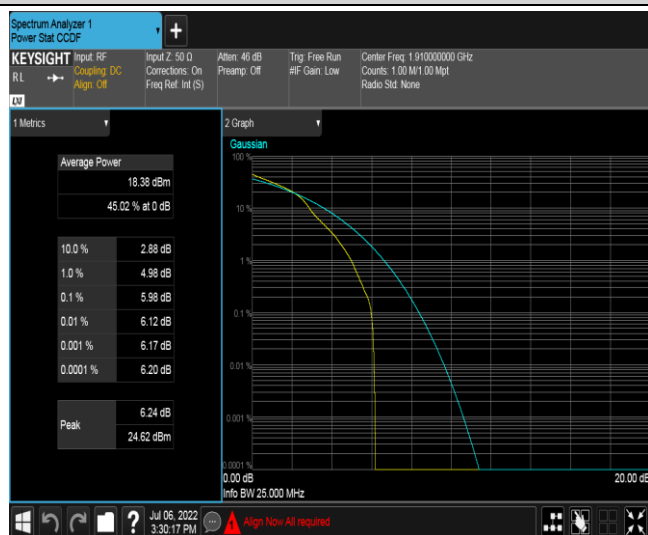 Spectrum Analyzer 1
Power Stat CCDF
+
KEYSIGHT
RL
LXI
Input: RF
Coupling: DC
Align: Off
Input Z: 50 Ω
Corrections: On
Freq Ref: Int (S)
Atten: 46 dB
Preamp: Off
Trig: Free Run
#IF Gain: Low
Center Freq: 1.910000000 GHz
Counts: 1.00 M/1.00 Mpt
Radio Std: None
1 Metrics
Average Power
18.38 dBm
45.02 % at 0 dB
10.0 % 2.88 dB
1.0 % 4.98 dB
0.1 % 5.98 dB
0.01 % 6.12 dB
0.001 % 6.17 dB
0.0001 % 6.20 dB
Peak
6.24 dB
24.62 dBm
2 Graph
Gaussian
100 %
10 %
1 %
0.1 %
0.01 %
0.001 %
0.0001 %
0.00 dB 20.00 dB
Info BW 25.000 MHz
?
Jul 06, 2022
3:30:17 PM
Align Now All required